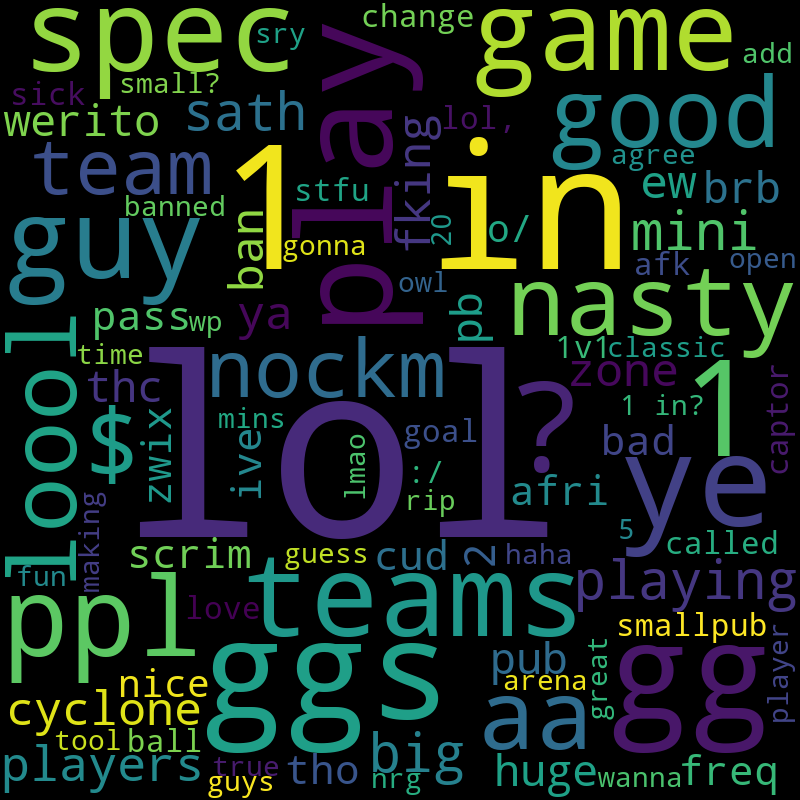 spec
sry
change
game
add
sick
small?
play
lol,
good
werito
sath
fking
agree
team
1 in
stfu
ew
brb
banned
ban
guy
gonna
20
o/
mini
afk
open
owl
nasty
pass
wp
ya
pb
looool
time
nockm
1v1
classic
thc
zone
1
captor
$
zwix
mins
lol
?
1 in?
ive
lmao
goal
bad
ye
:/
rip
afri
making
5
called
scrim
guess
cud
2
haha
fun
ppl
teams
playing
love
smallpub
ggs
pub
great
gg
player
nice
arena
cyclone
aa
tool
ball
big
players
true
tho
nrg
huge
wanna
freq
guys